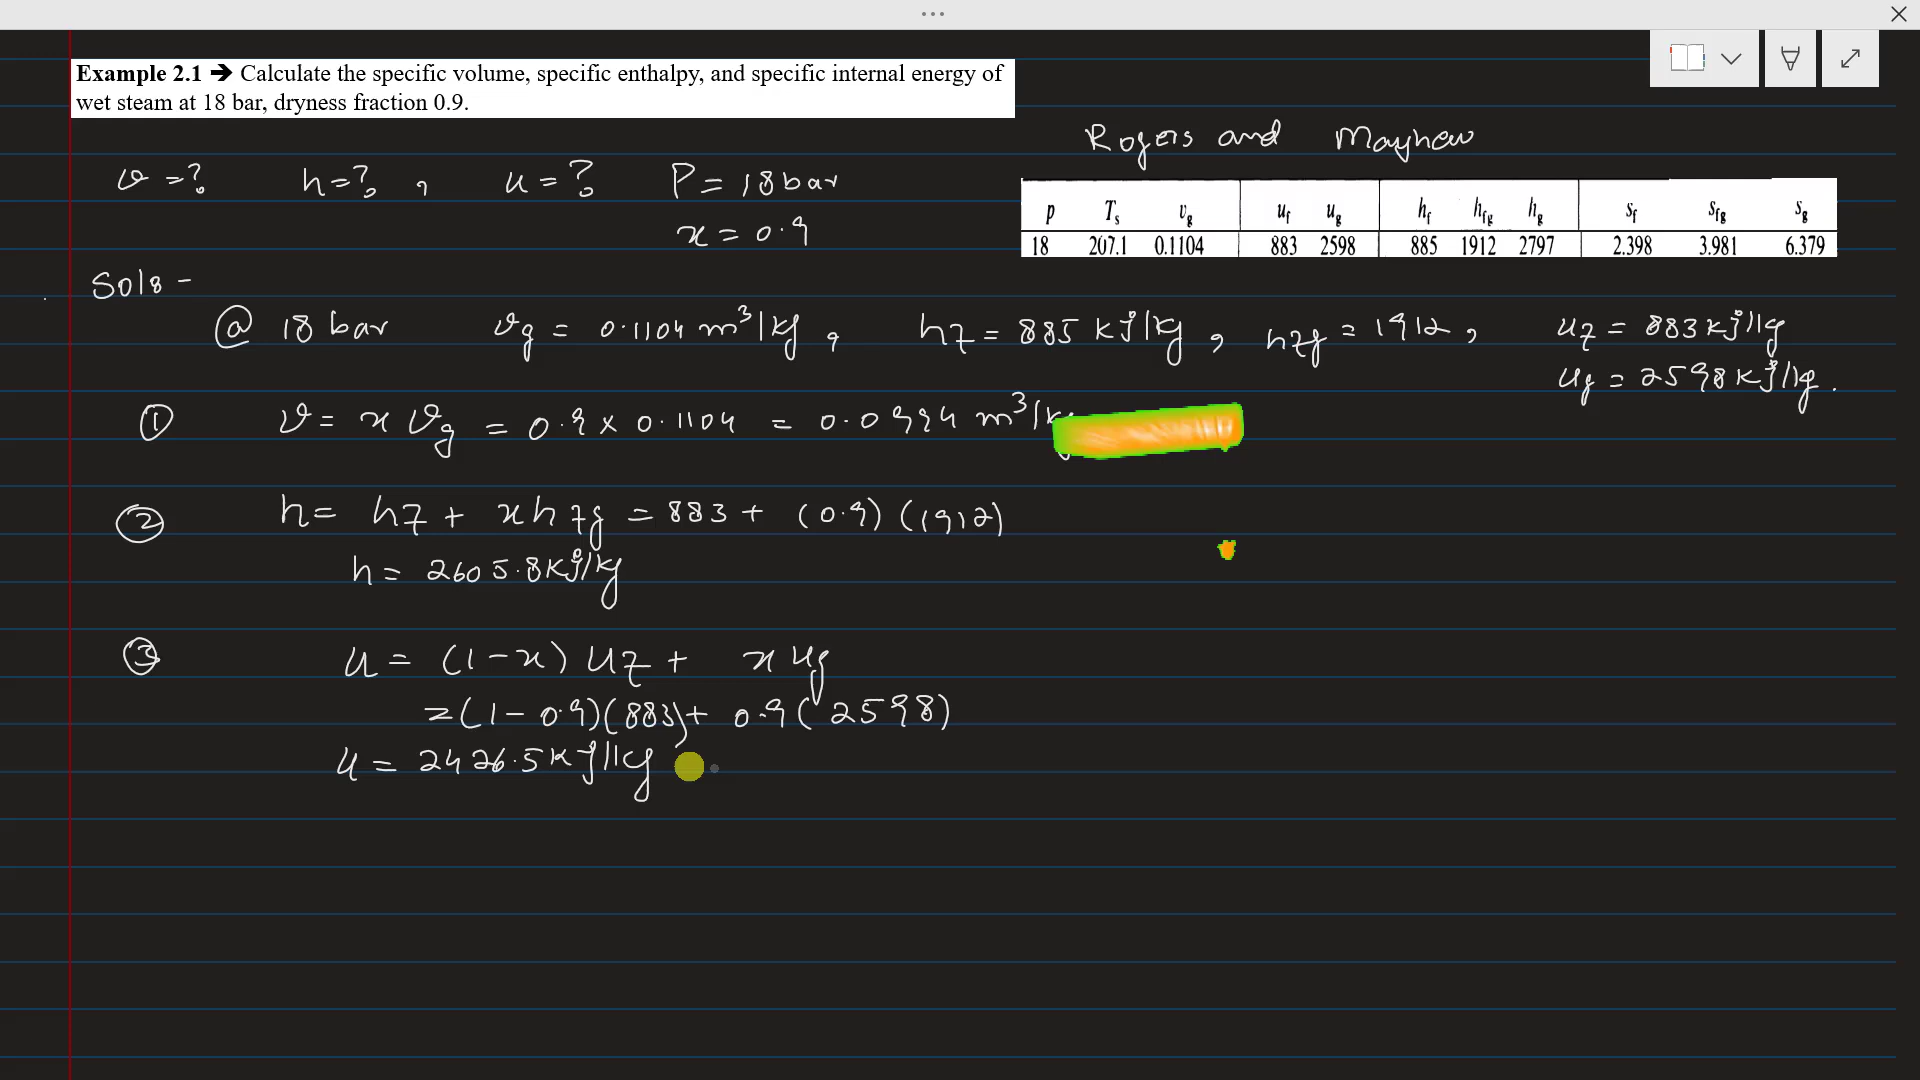 Example 2.1 ➔ Calculate the specific volume, specific enthalpy, and specific internal energy of
wet steam at 18 bar, dryness fraction 0.9.
Rogers and Mayhew
v = ? h = ? , u = ? P = 18 bar
x = 0.9
p Ts vg uf ug hf hfg hg sf sfg sg
18 207.1 0.1104 883 2598 885 1912 2797 2.398 3.981 6.379
Sol: -
@ 18 bar vg = 0.1104 m³/kg , hf = 885 kj/kg , hfg = 1912 , uf = 883 kj/kg
ug = 2598 kj/kg .
① v = x vg = 0.9 x 0.1104 = 0.0994 m³/kg
② h = hf + x hfg = 883 + (0.9) (1912)
h = 2605.8 kj/kg
③ u = (1-x) uf + x ug
= (1-0.9)(883) + 0.9 (2598)
u = 2426.5 kj/kg